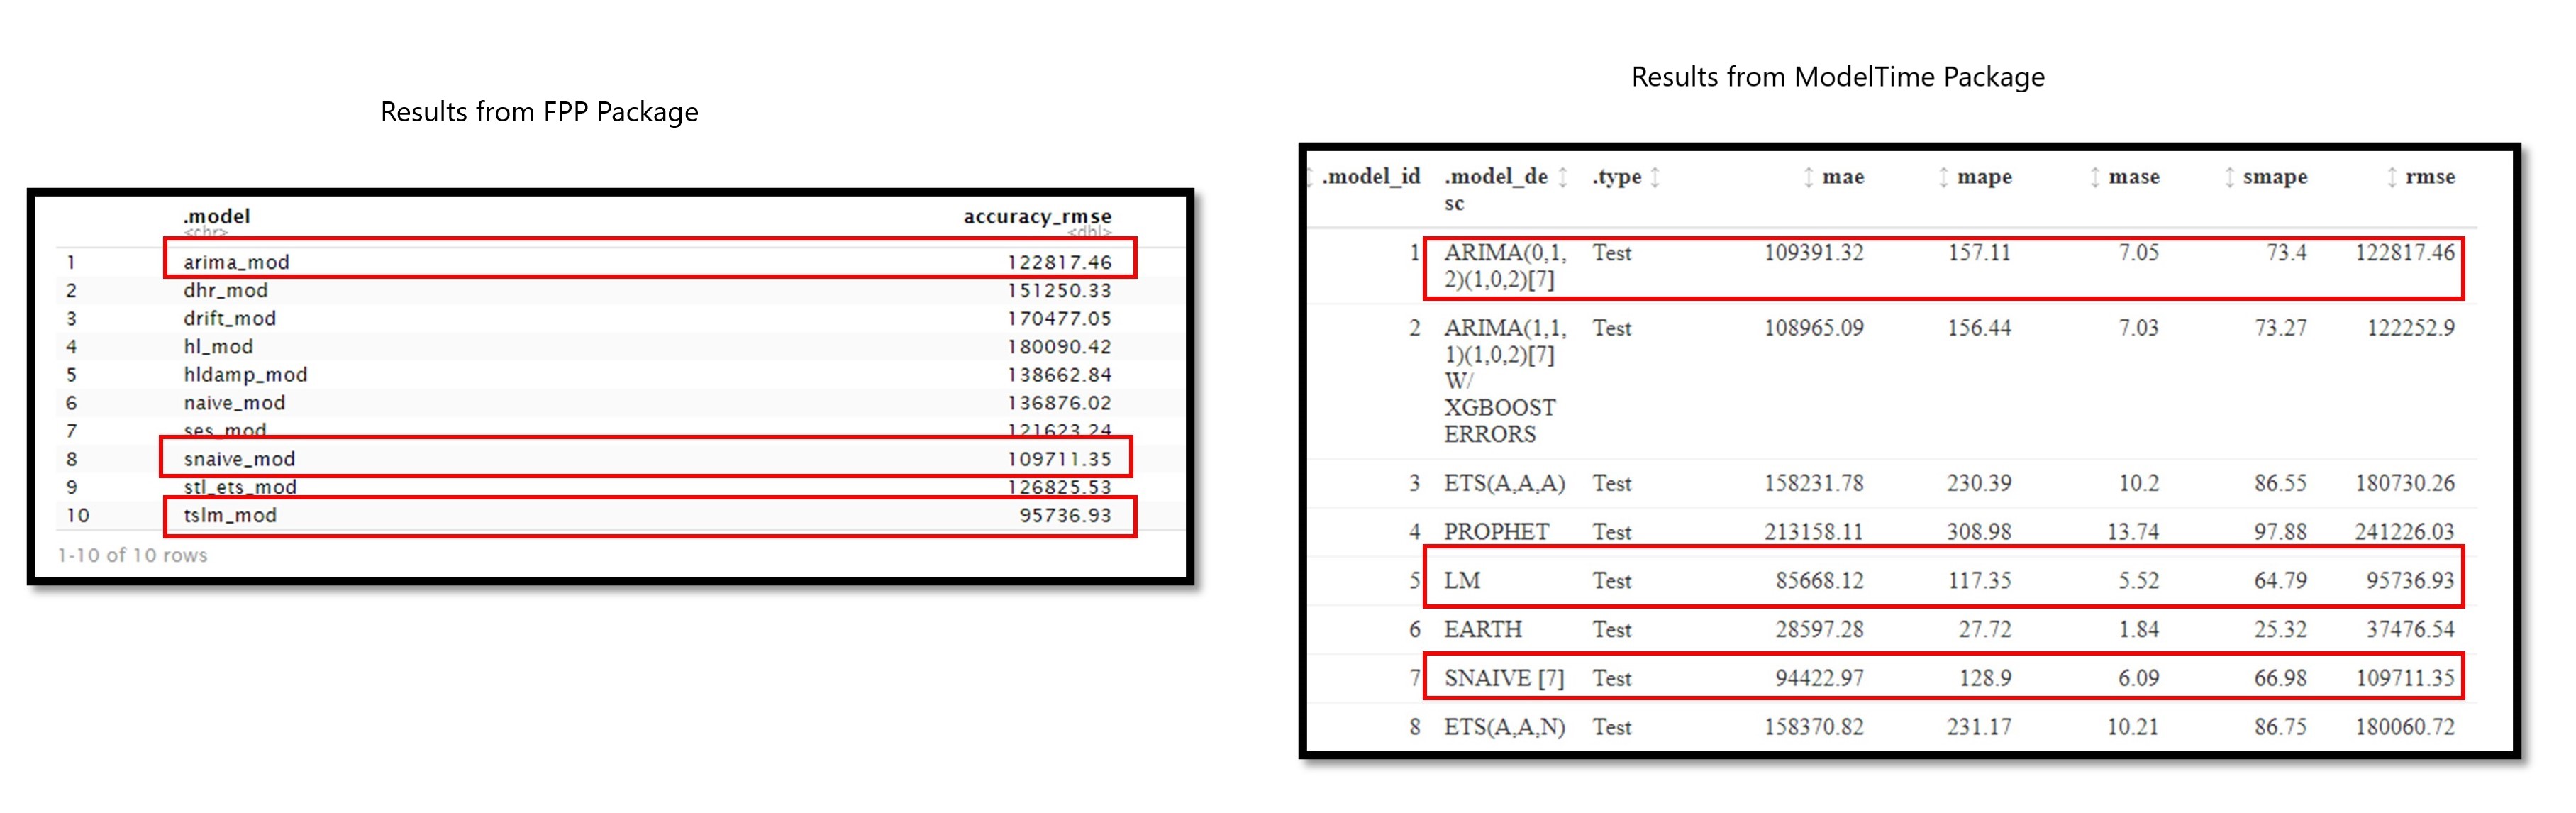 Results from FPP Package
.model accuracy_rmse
<chr> <dbl>
1 arima_mod 122817.46
2 dhr_mod 151250.33
3 drift_mod 170477.05
4 hl_mod 180090.42
5 hldamp_mod 138662.84
6 naive_mod 136876.02
7 ses_mod 121623.24
8 snaive_mod 109711.35
9 stl_ets_mod 126825.53
10 tslm_mod 95736.93
1-10 of 10 rows
Results from ModelTime Package
.model_id .model_de .type mae mape mase smape rmse
sc
1 ARIMA(0,1, Test 109391.32 157.11 7.05 73.4 122817.46
2)(1,0,2)[7]
2 ARIMA(1,1, Test 108965.09 156.44 7.03 73.27 122252.9
1)(1,0,2)[7]
W/
XGBOOST
ERRORS
3 ETS(A,A,A) Test 158231.78 230.39 10.2 86.55 180730.26
4 PROPHET Test 213158.11 308.98 13.74 97.88 241226.03
5 LM Test 85668.12 117.35 5.52 64.79 95736.93
6 EARTH Test 28597.28 27.72 1.84 25.32 37476.54
7 SNAIVE [7] Test 94422.97 128.9 6.09 66.98 109711.35
8 ETS(A,A,N) Test 158370.82 231.17 10.21 86.75 180060.72